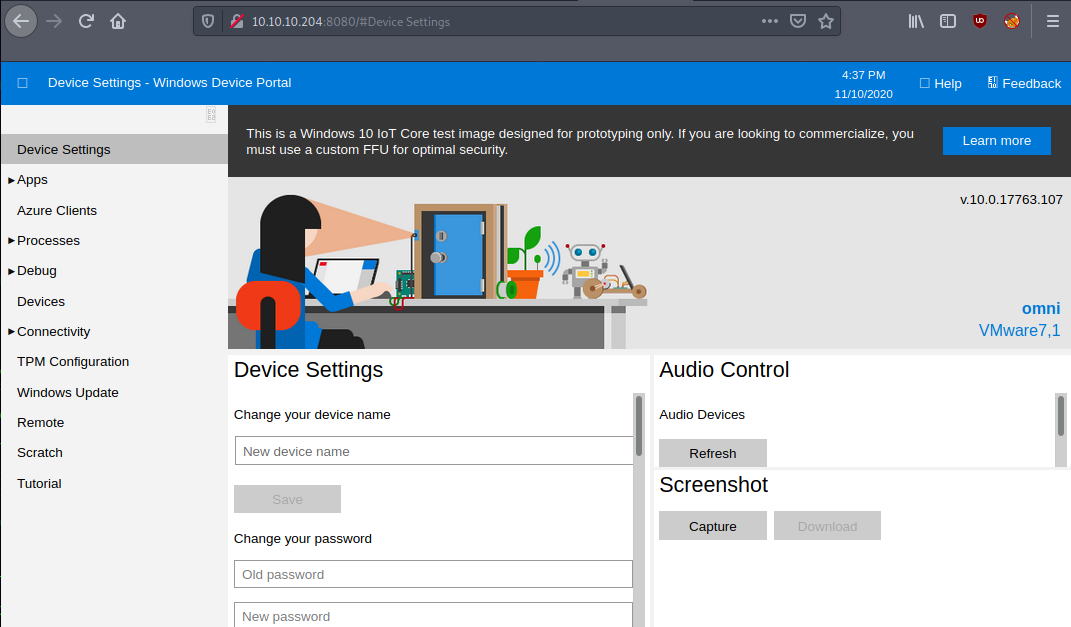 10.10.10.204:8080/#Device Settings
Device Settings - Windows Device Portal
4:37 PM
11/10/2020
Help
Feedback
This is a Windows 10 IoT Core test image designed for prototyping only. If you are looking to commercialize, you
must use a custom FFU for optimal security.
Learn more
Device Settings
Apps
Azure Clients
Processes
Debug
Devices
Connectivity
TPM Configuration
Windows Update
Remote
Scratch
Tutorial
v.10.0.17763.107
omni
VMware7,1
Device Settings
Change your device name
New device name
Save
Change your password
Old password
New password
Audio Control
Audio Devices
Refresh
Screenshot
Capture
Download